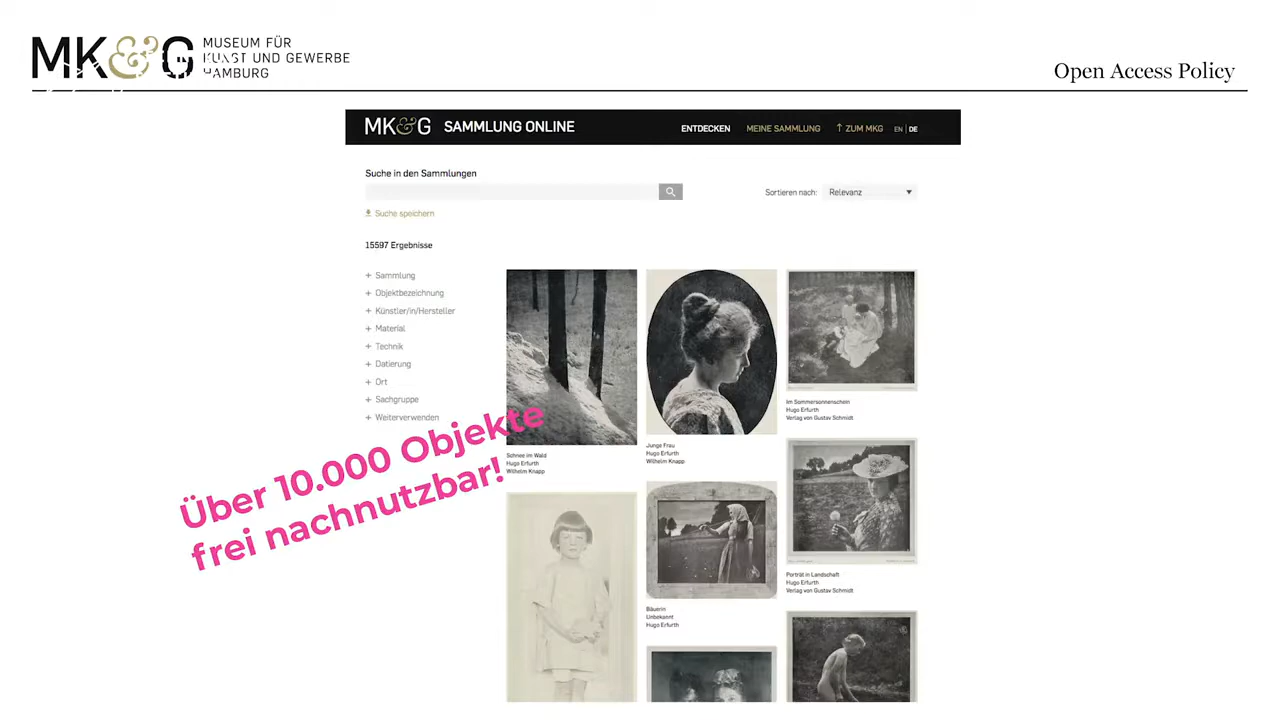 MK&G
MUSEUM FÜR
KUNST UND GEWERBE
HAMBURG
Open Access Policy
MK&G SAMMLUNG ONLINE
ENTDECKEN MEINE SAMMLUNG ↑ ZUM MKG EN | DE
Suche in den Sammlungen
Sortieren nach: Relevanz
Suche speichern
15597 Ergebnisse
+ Sammlung
+ Objektbezeichnung
+ Künstler/in/Hersteller
+ Material
+ Technik
+ Datierung
+ Ort
+ Sachgruppe
+ Weiterverwenden
Über 10.000 Objekte
frei nachnutzbar!
Schnee im Wald
Hugo Erfurth
Wilhelm Knapp
Junge Frau
Hugo Erfurth
Wilhelm Knapp
Im Sommersonnenschein
Hugo Erfurth
Verlag von Gustav Schmidt
Bäuerin
Unbekannt
Hugo Erfurth
Porträt in Landschaft
Hugo Erfurth
Verlag von Gustav Schmidt